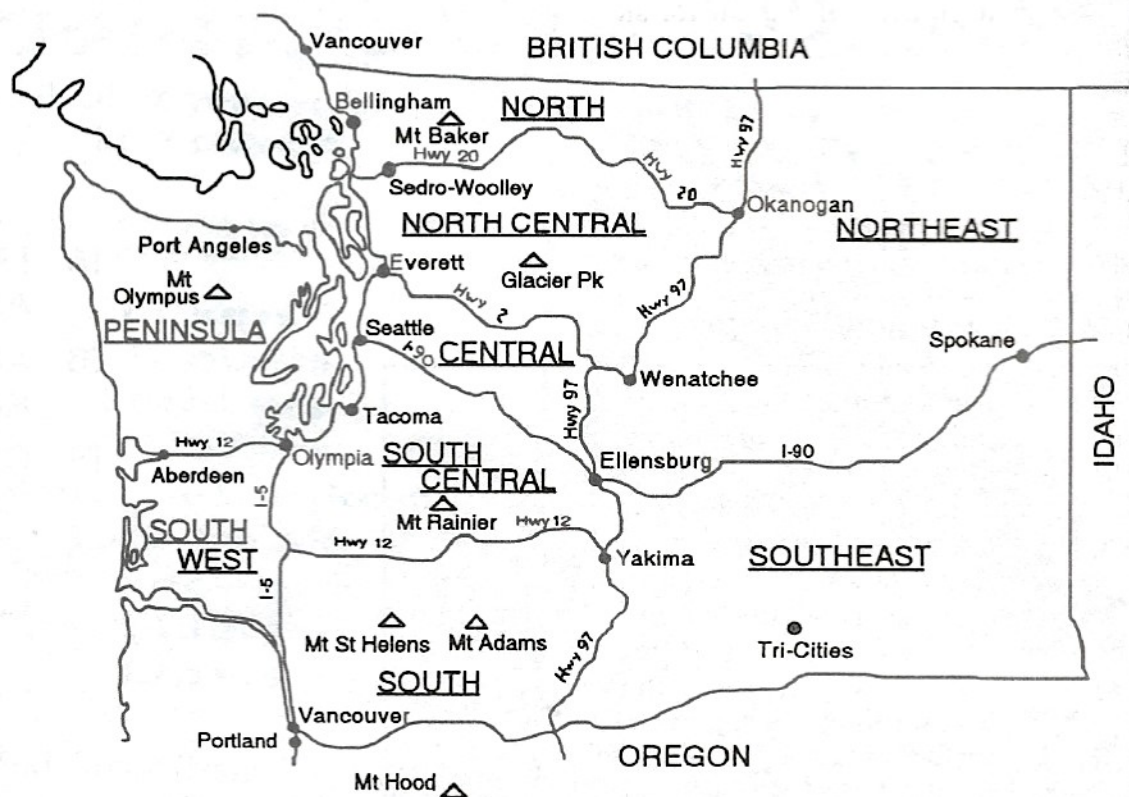 Vancouver
BRITISH COLUMBIA
Bellingham
NORTH
Mt Baker
Hwy 20
Hwy 97
Sedro-Woolley
Hwy 20
Okanogan
NORTH CENTRAL
NORTHEAST
Port Angeles
Everett
Glacier Pk
Mt
Olympus
Hwy 2
Hwy 97
PENINSULA
Seattle
I-90
CENTRAL
Spokane
Wenatchee
IDAHO
Hwy 97
Tacoma
Hwy 12
Aberdeen
Olympia
SOUTH
CENTRAL
Ellensburg
I-90
I-5
Mt Rainier
Hwy 12
Hwy 12
SOUTH
WEST
Yakima
SOUTHEAST
I-5
Mt St Helens
Mt Adams
Hwy 97
Tri-Cities
SOUTH
Vancouver
Portland
OREGON
Mt Hood